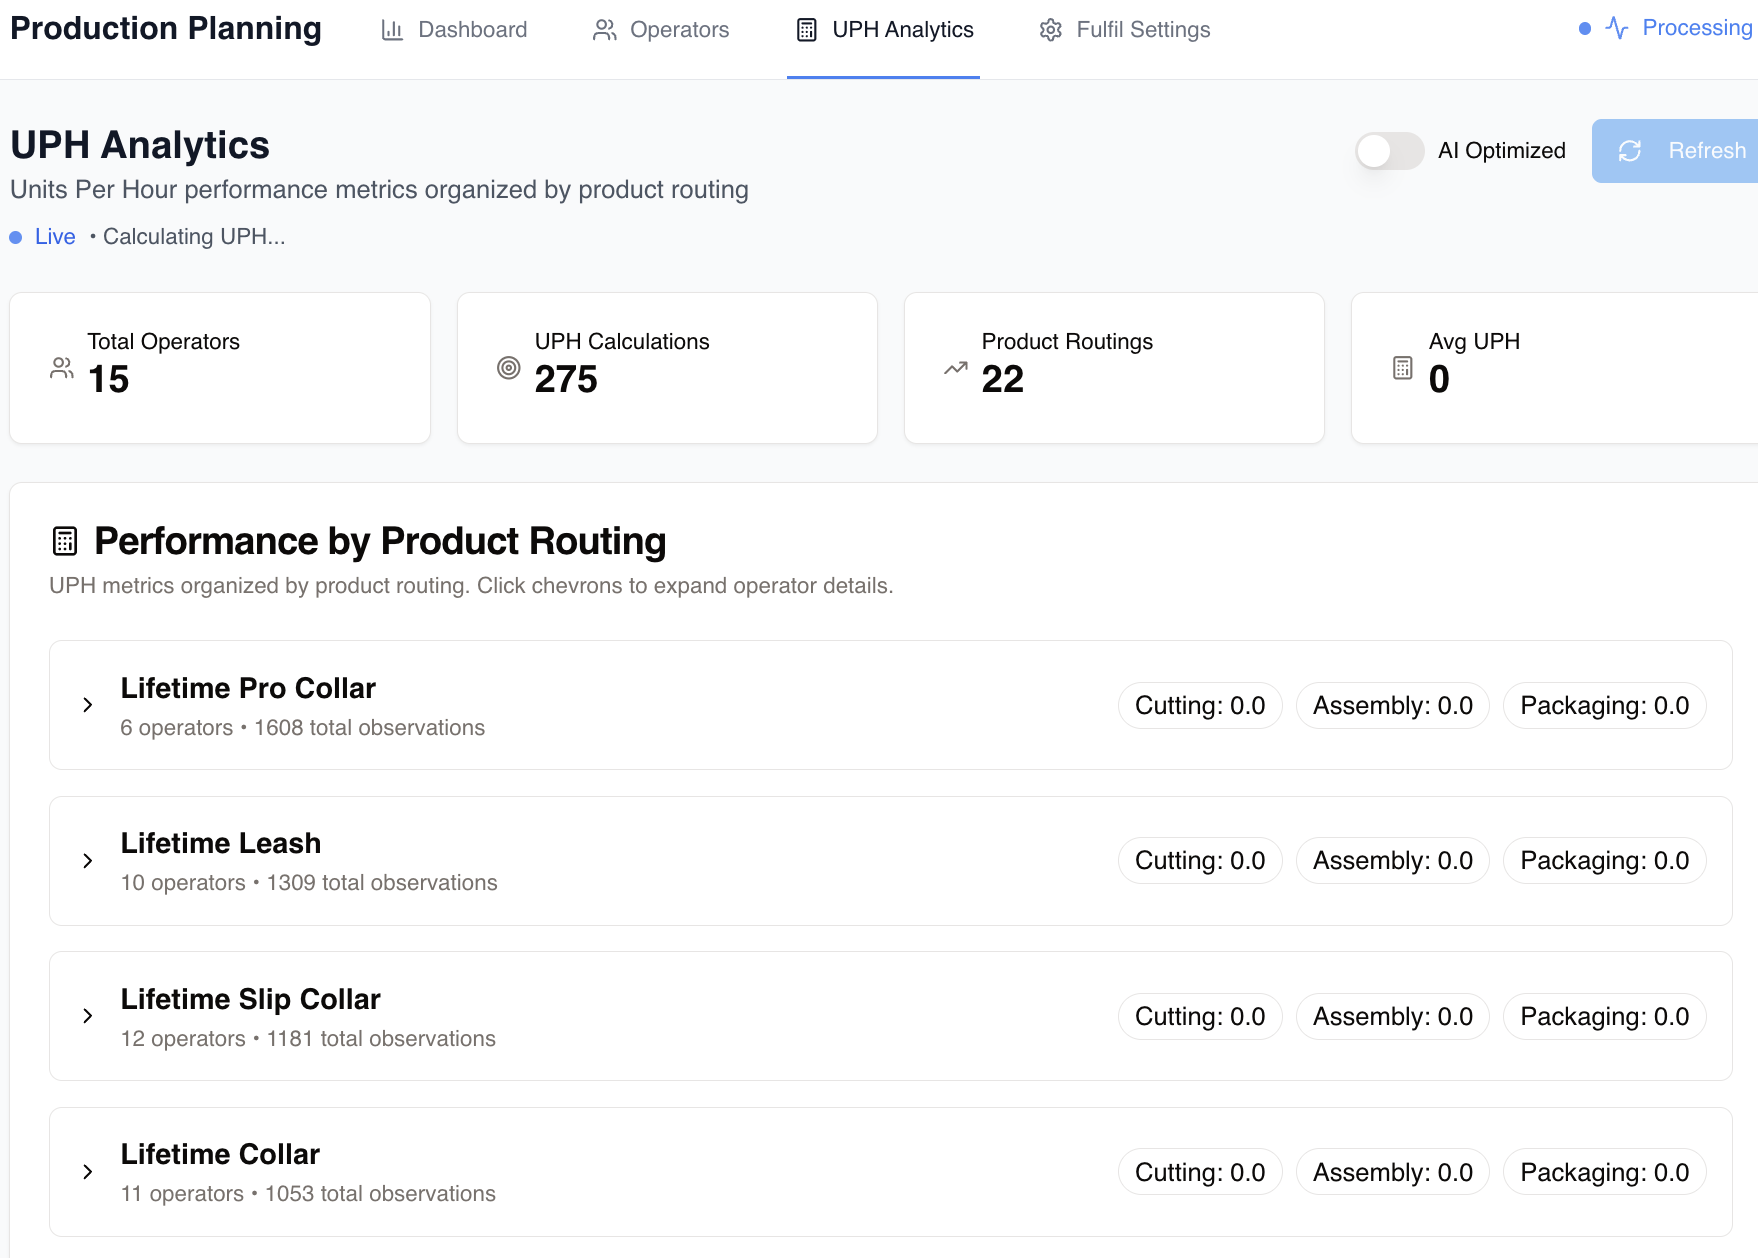 Production Planning
Dashboard
Operators
UPH Analytics
Fulfil Settings
Processing
UPH Analytics
Units Per Hour performance metrics organized by product routing
Live • Calculating UPH...
AI Optimized
Refresh
Total Operators
15
UPH Calculations
275
Product Routings
22
Avg UPH
0
Performance by Product Routing
UPH metrics organized by product routing. Click chevrons to expand operator details.
Lifetime Pro Collar
6 operators • 1608 total observations
Cutting: 0.0
Assembly: 0.0
Packaging: 0.0
Lifetime Leash
10 operators • 1309 total observations
Cutting: 0.0
Assembly: 0.0
Packaging: 0.0
Lifetime Slip Collar
12 operators • 1181 total observations
Cutting: 0.0
Assembly: 0.0
Packaging: 0.0
Lifetime Collar
11 operators • 1053 total observations
Cutting: 0.0
Assembly: 0.0
Packaging: 0.0